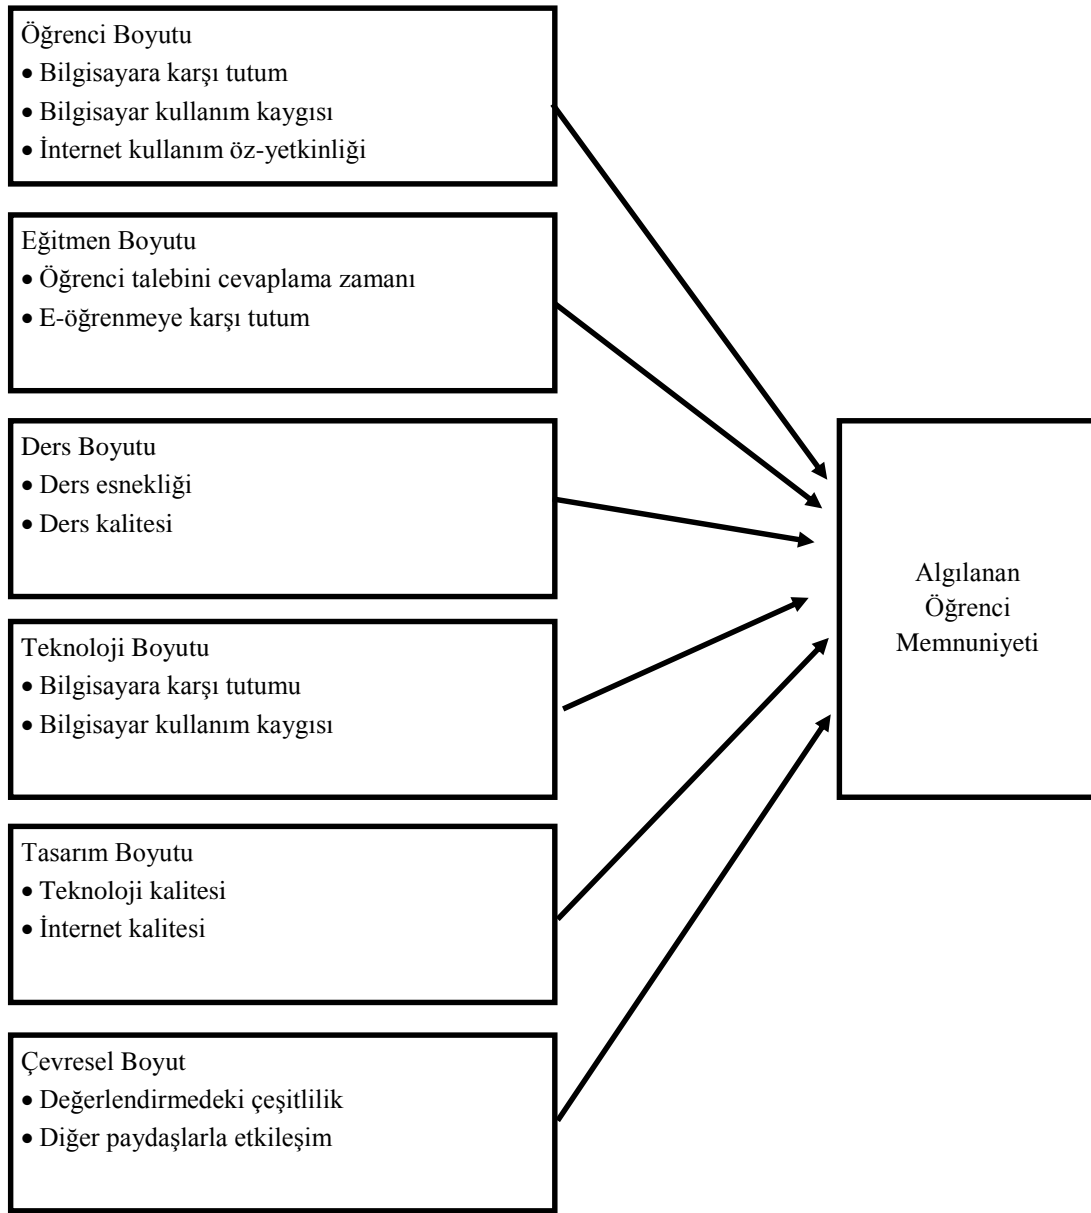 Öğrenci Boyutu
• Bilgisayara karşı tutum
• Bilgisayar kullanım kaygısı
• İnternet kullanım öz-yetkinliği
Eğitmen Boyutu
• Öğrenci talebini cevaplama zamanı
• E-öğrenmeye karşı tutum
Ders Boyutu
• Ders esnekliği
• Ders kalitesi
Teknoloji Boyutu
• Bilgisayara karşı tutumu
• Bilgisayar kullanım kaygısı
Tasarım Boyutu
• Teknoloji kalitesi
• İnternet kalitesi
Çevresel Boyut
• Değerlendirmedeki çeşitlilik
• Diğer paydaşlarla etkileşim
Algılanan
Öğrenci
Memnuniyeti